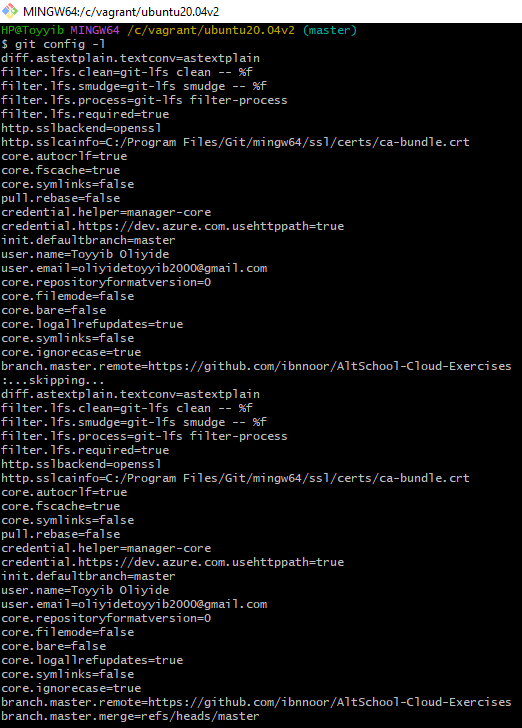 MINGW64:/c/vagrant/ubuntu20.04v2
HP@Toyyib MINGW64 /c/vagrant/ubuntu20.04v2 (master)
$ git config -l
diff.astextplain.textconv=astextplain
filter.lfs.clean=git-lfs clean -- %f
filter.lfs.smudge=git-lfs smudge -- %f
filter.lfs.process=git-lfs filter-process
filter.lfs.required=true
http.sslbackend=openssl
http.sslcainfo=C:/Program Files/Git/mingw64/ssl/certs/ca-bundle.crt
core.autocrlf=true
core.fscache=true
core.symlinks=false
pull.rebase=false
credential.helper=manager-core
credential.https://dev.azure.com.usehttppath=true
init.defaultbranch=master
user.name=Toyyib Oliyide
user.email=oliyidetoyyib2000@gmail.com
core.repositoryformatversion=0
core.filemode=false
core.bare=false
core.logallrefupdates=true
core.symlinks=false
core.ignorecase=true
branch.master.remote=https://github.com/ibnnoor/AltSchool-Cloud-Exercises
:...skipping...
diff.astextplain.textconv=astextplain
filter.lfs.clean=git-lfs clean -- %f
filter.lfs.smudge=git-lfs smudge -- %f
filter.lfs.process=git-lfs filter-process
filter.lfs.required=true
http.sslbackend=openssl
http.sslcainfo=C:/Program Files/Git/mingw64/ssl/certs/ca-bundle.crt
core.autocrlf=true
core.fscache=true
core.symlinks=false
pull.rebase=false
credential.helper=manager-core
credential.https://dev.azure.com.usehttppath=true
init.defaultbranch=master
user.name=Toyyib Oliyide
user.email=oliyidetoyyib2000@gmail.com
core.repositoryformatversion=0
core.filemode=false
core.bare=false
core.logallrefupdates=true
core.symlinks=false
core.ignorecase=true
branch.master.remote=https://github.com/ibnnoor/AltSchool-Cloud-Exercises
branch.master.merge=refs/heads/master